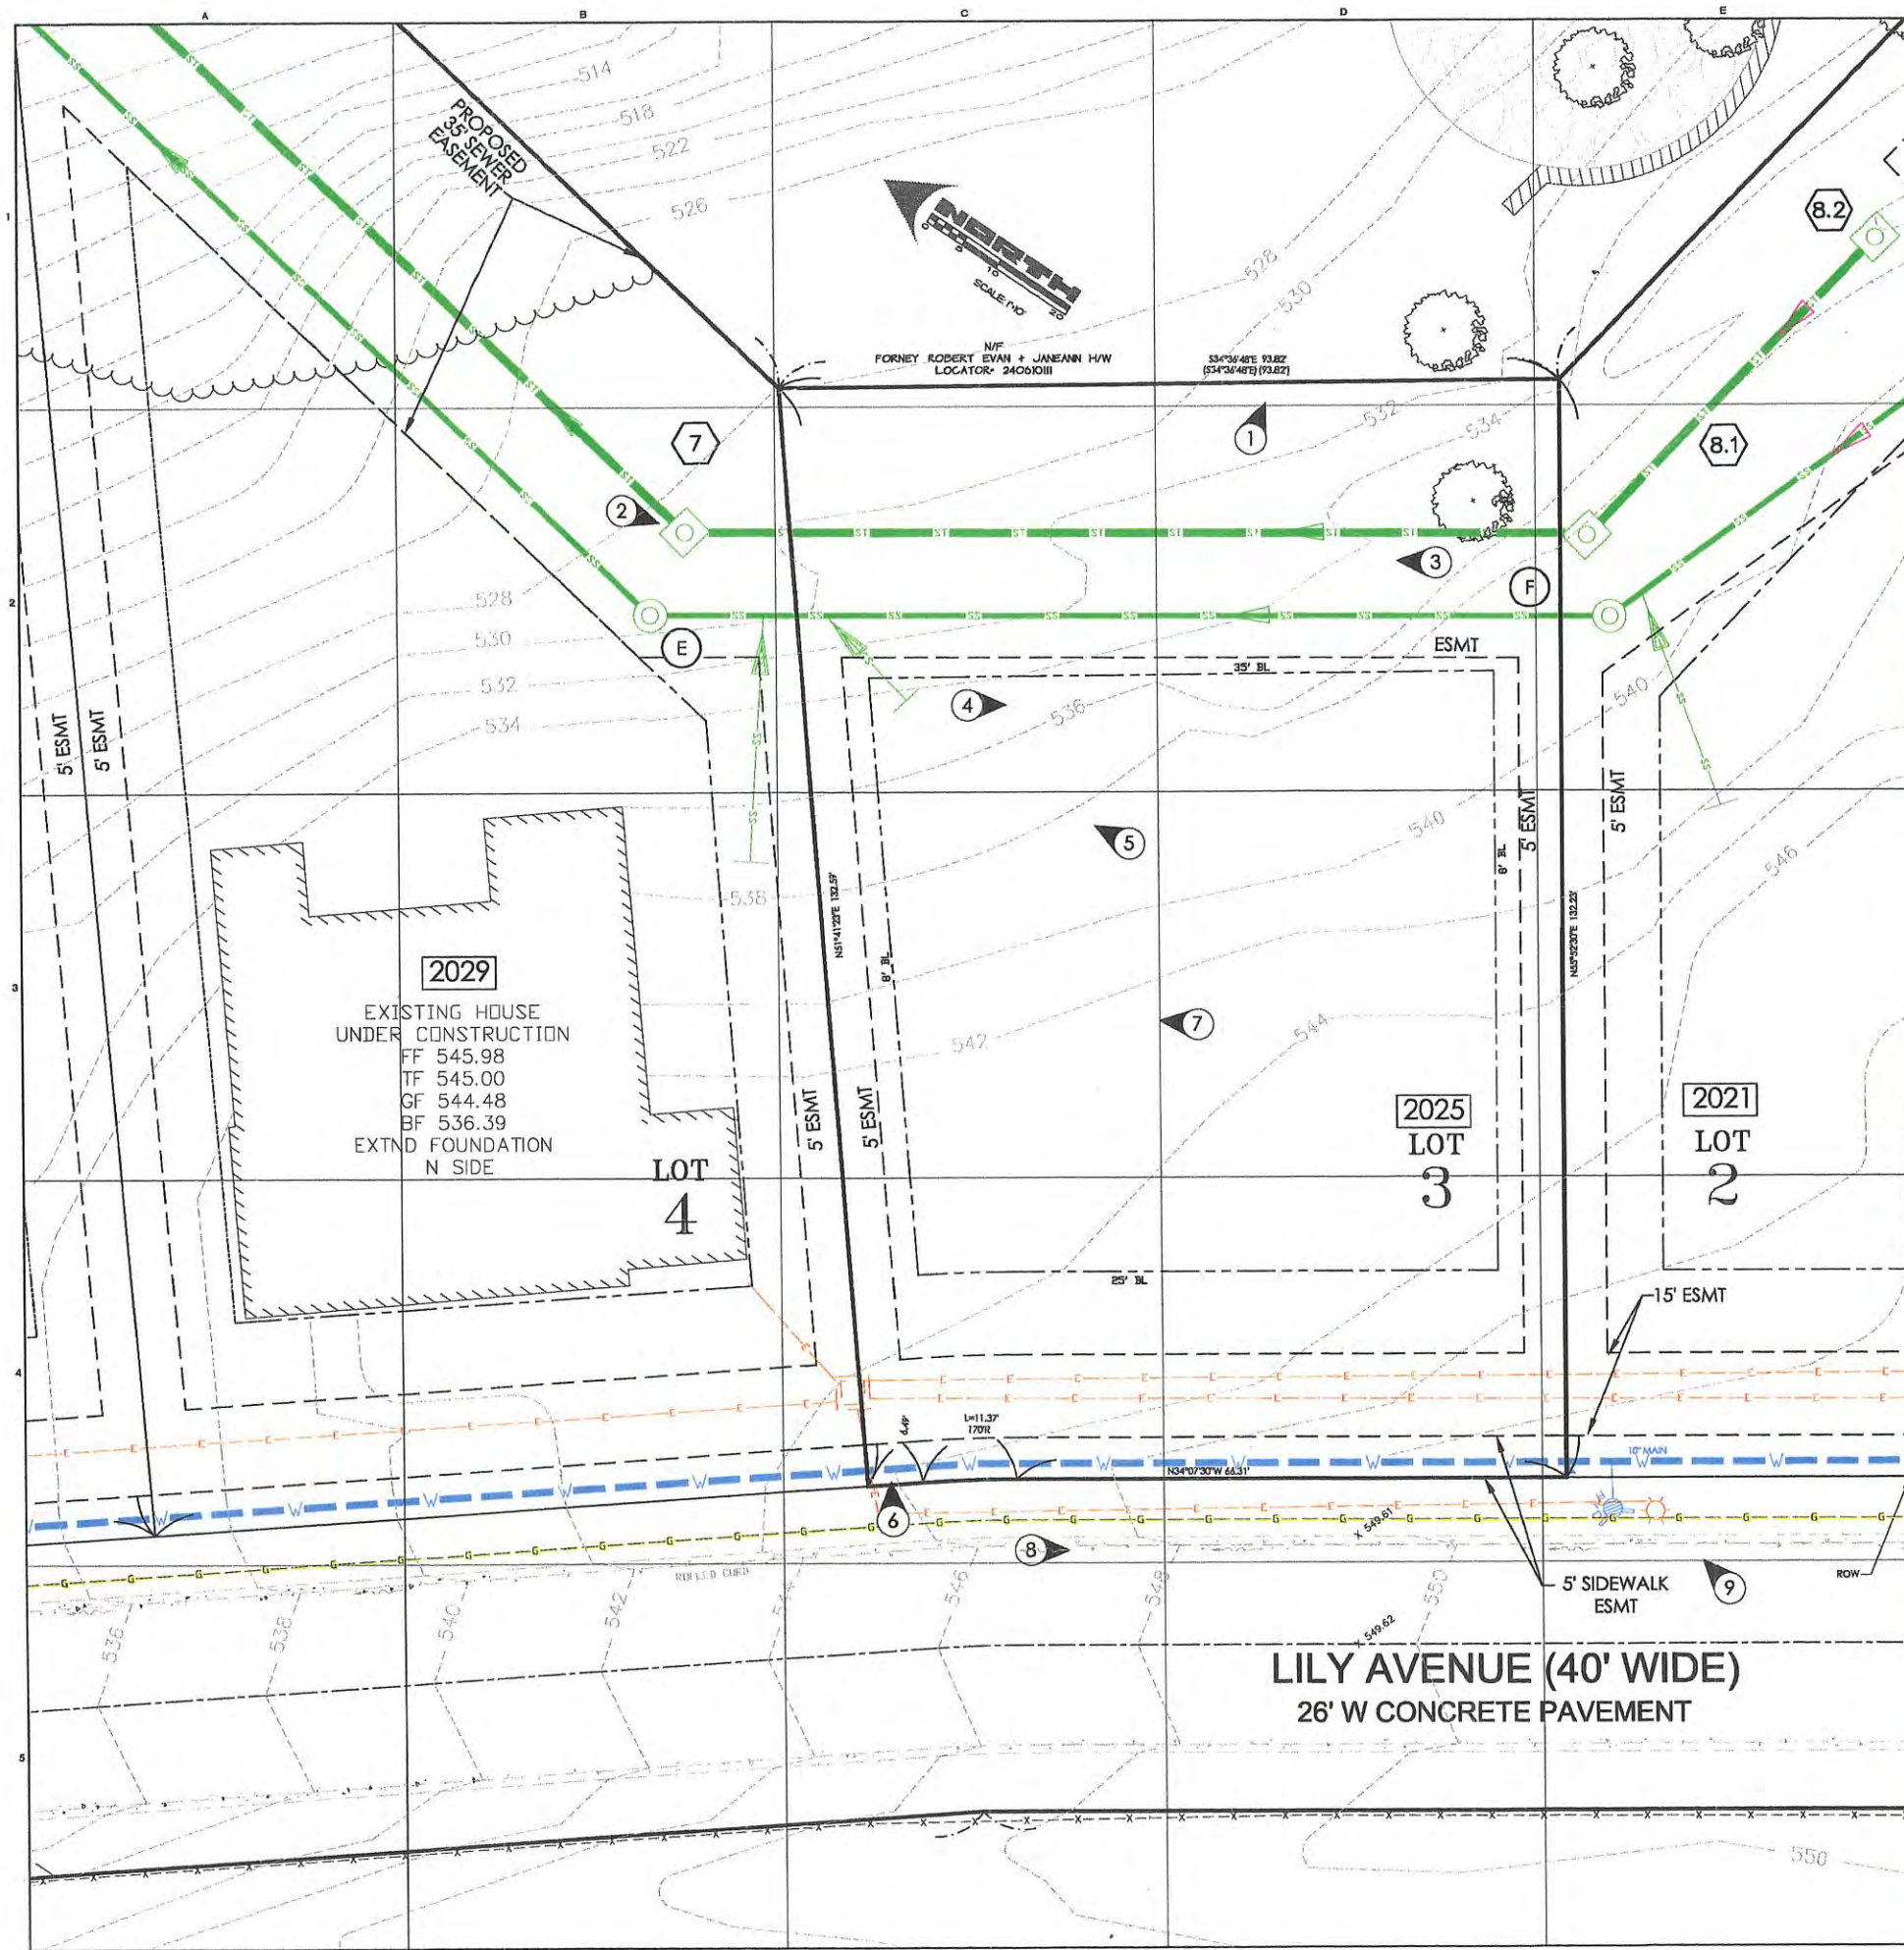 A
B
C
D
E
1
2
3
4
5
514
518
522
526
PROPOSED
35' SEWER
EASEMENT
NORTH
0
5
10
20
528
530
8.2
N/F
FORNEY ROBERT EVAN + JANEANN H/W
LOCATOR- 240610111
S34°36'48"E 93.82'
(S34°36'48"E) (93.82')
532
534
1
7
8.1
2
3
F
528
530
532
534
E
ESMT
35' BL
4
536
540
5' ESMT
5' ESMT
5
540
8' BL
5' ESMT
5' ESMT
546
538
N51°41'23"E 132.59'
8' BL
N55°52'30"E 132.23'
2029
EXISTING HOUSE
UNDER CONSTRUCTION
FF 545.98
TF 545.00
GF 544.48
BF 536.39
EXTND FOUNDATION
N SIDE
LOT
4
7
542
544
5' ESMT
5' ESMT
2025
LOT
3
2021
LOT
2
25' BL
15' ESMT
6.49'
L=11.37'
170'R
N34°07'30"W 66.31'
10" MAIN
6
8
X 549.61
9
ROLLED CURB
5' SIDEWALK
ESMT
ROW
536
538
540
542
544
546
548
550
X 549.62
LILY AVENUE (40' WIDE)
26' W CONCRETE PAVEMENT
550